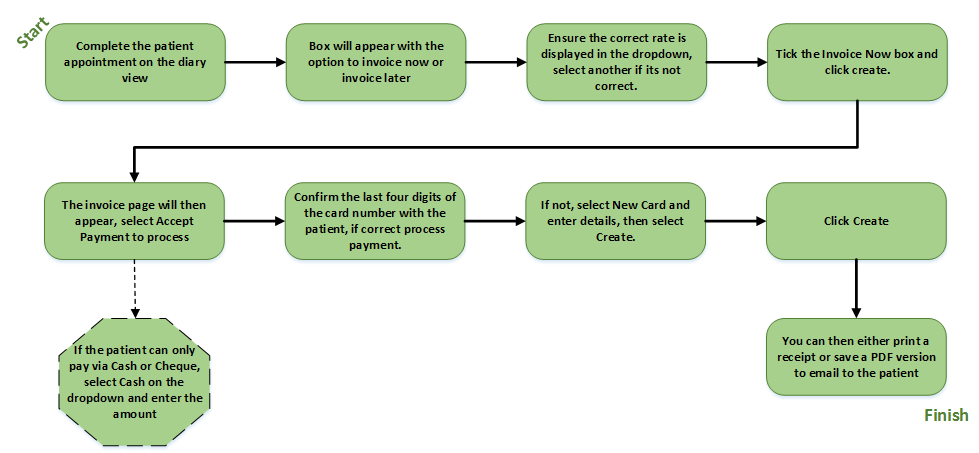 Start
Complete the patient
appointment on the diary
view
Box will appear with the
option to invoice now or
invoice later
Ensure the correct rate is
displayed in the dropdown,
select another if its not
correct.
Tick the Invoice Now box and
click create.
The invoice page will then
appear, select Accept
Payment to process
Confirm the last four digits of
the card number with the
patient, if correct process
payment.
If not, select New Card and
enter details, then select
Create.
Click Create
If the patient can only
pay via Cash or Cheque,
select Cash on the
dropdown and enter the
amount
You can then either print a
receipt or save a PDF version
to email to the patient
Finish